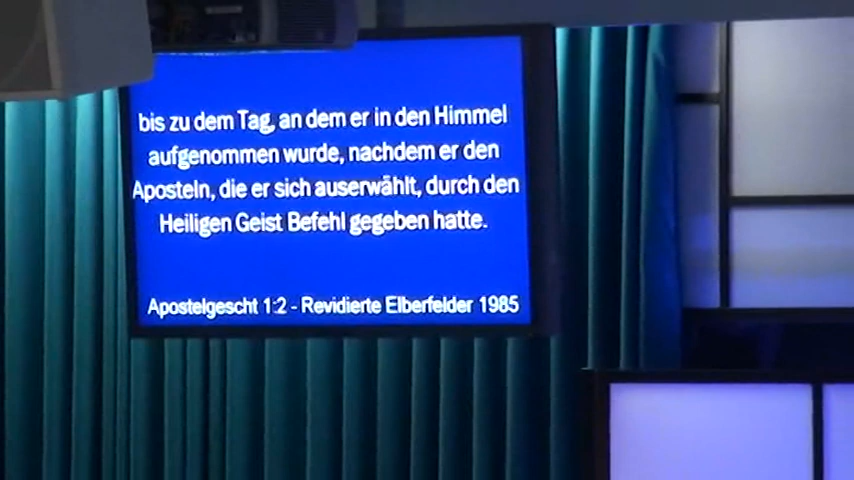 bis zu dem Tag, an dem er in den Himmel
aufgenommen wurde, nachdem er den
Aposteln, die er sich auserwählt, durch den
Heiligen Geist Befehl gegeben hatte.
Apostelgescht 1:2 - Revidierte Elberfelder 1985